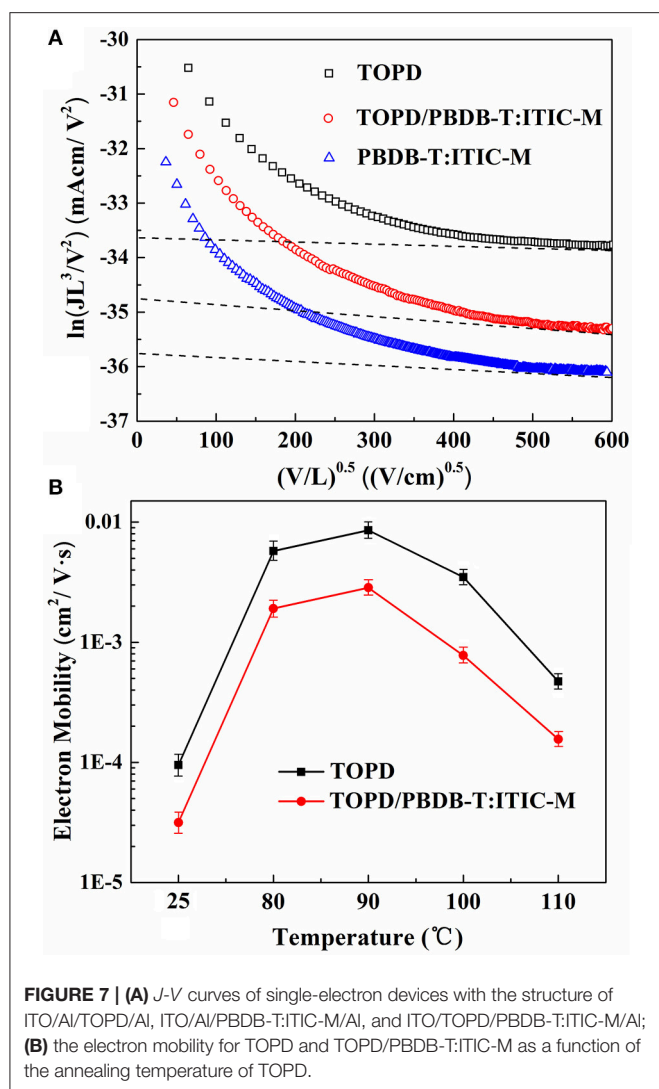 A
-30
-31
-32
-33
-34
-35
-36
-37
ln(JL³/V²) (mAcm/ V²)
TOPD
TOPD/PBDB-T:ITIC-M
PBDB-T:ITIC-M
0 100 200 300 400 500 600
(V/L)^0.5 ((V/cm)^0.5)
B
0.01
1E-3
1E-4
1E-5
Electron Mobility (cm²/ V·s)
TOPD
TOPD/PBDB-T:ITIC-M
25 80 90 100 110
Temperature (℃)
FIGURE 7 | (A) J-V curves of single-electron devices with the structure of
ITO/Al/TOPD/Al, ITO/Al/PBDB-T:ITIC-M/Al, and ITO/TOPD/PBDB-T:ITIC-M/Al;
(B) the electron mobility for TOPD and TOPD/PBDB-T:ITIC-M as a function of
the annealing temperature of TOPD.